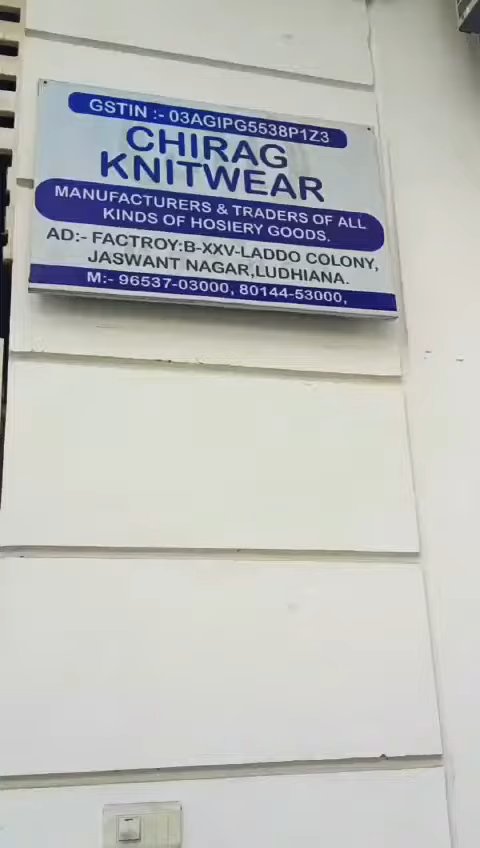 GSTIN :- 03AGIPG5538P1Z3
CHIRAG
KNITWEAR
MANUFACTURERS & TRADERS OF ALL
KINDS OF HOSIERY GOODS.
AD:- FACTROY:B-XXV-LADDO COLONY,
JASWANT NAGAR,LUDHIANA.
M:- 96537-03000, 80144-53000,